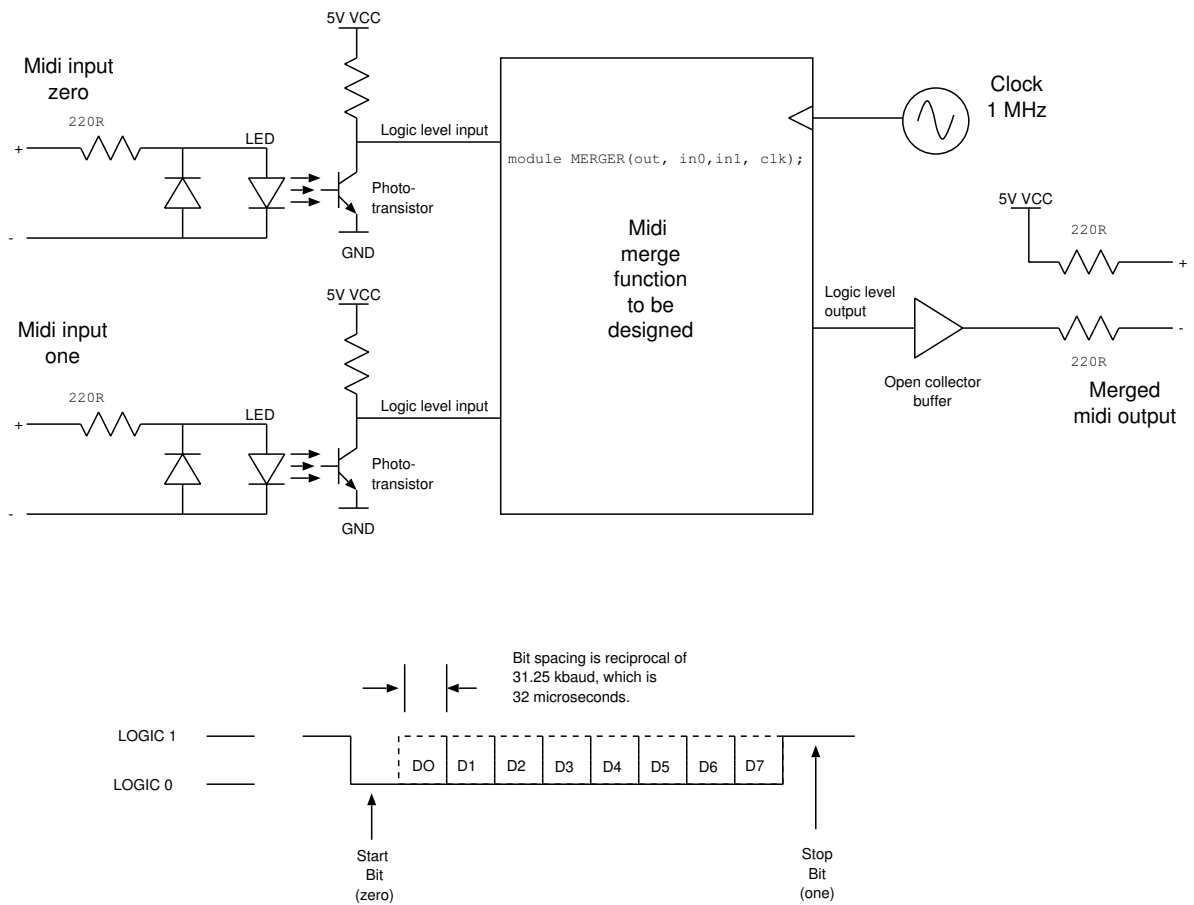 5V VCC
Midi input
zero
220R
LED
+
-
Logic level input
Photo-
transistor
GND
module MERGER(out, in0,in1, clk);
Midi
merge
function
to be
designed
Clock
1 MHz
5V VCC
220R
+
Logic level
output
-
220R
Open collector
buffer
Merged
midi output
5V VCC
Midi input
one
220R
LED
+
-
Logic level input
Photo-
transistor
GND
Bit spacing is reciprocal of
31.25 kbaud, which is
32 microseconds.
LOGIC 1
LOGIC 0
DO D1 D2 D3 D4 D5 D6 D7
Start
Bit
(zero)
Stop
Bit
(one)